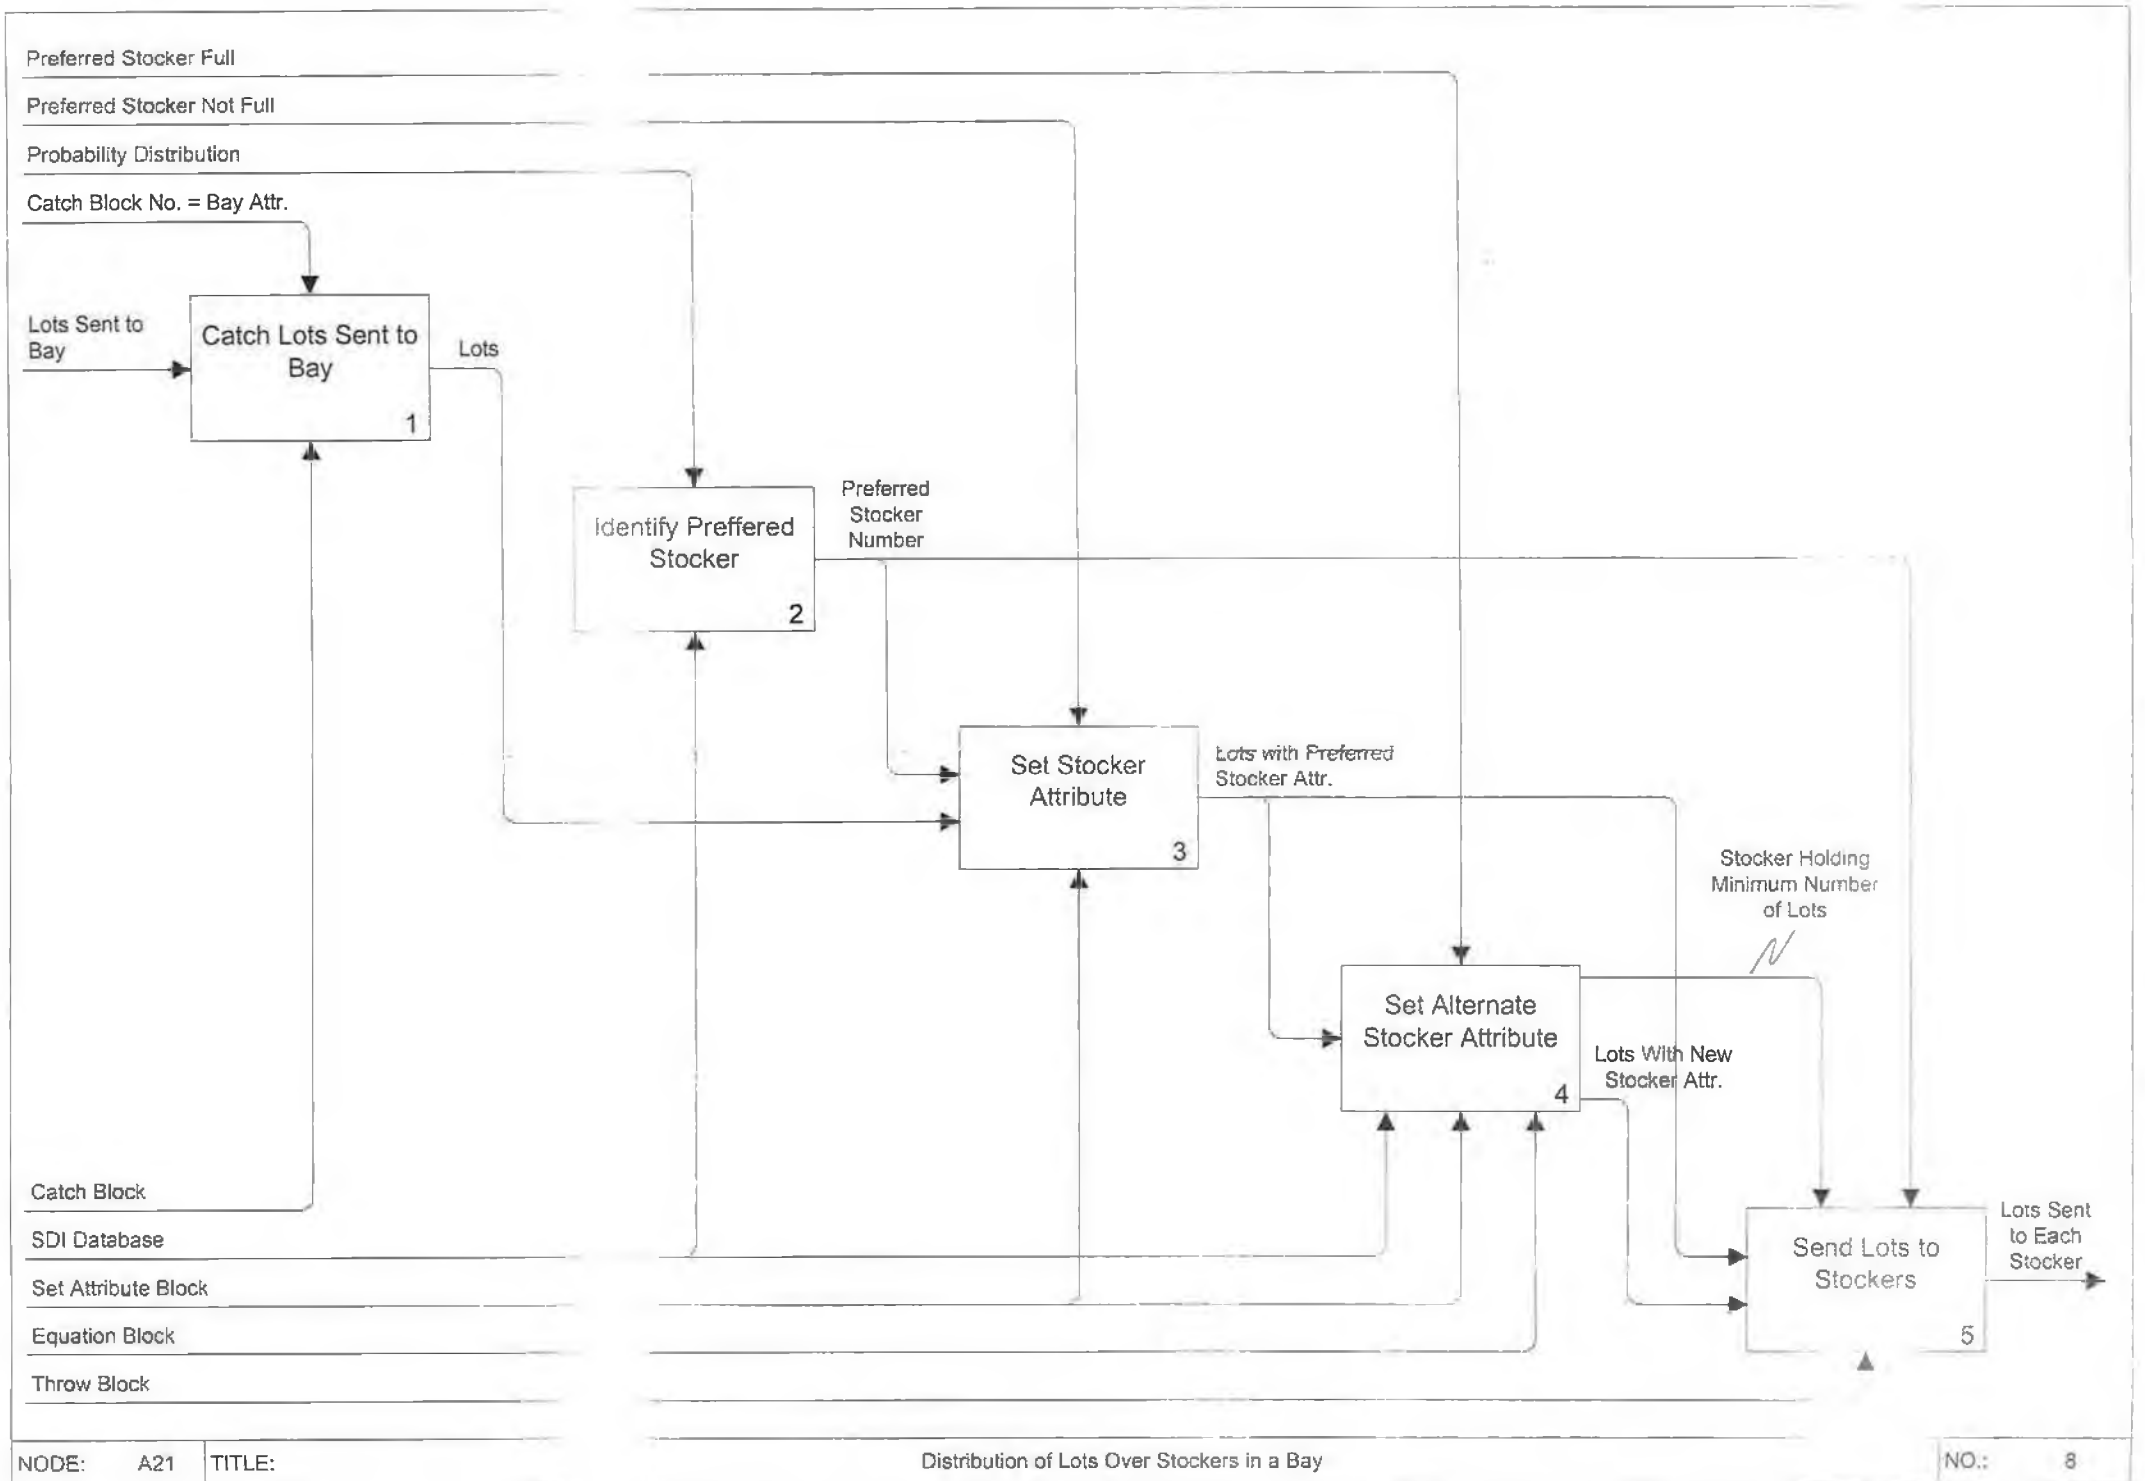 Preferred Stocker Full
Preferred Stocker Not Full
Probability Distribution
Catch Block No. = Bay Attr.
Lots Sent to
Bay
Catch Lots Sent to
Bay
1
Lots
Identify Preffered
Stocker
2
Preferred
Stocker
Number
Set Stocker
Attribute
3
Lots with Preferred
Stocker Attr.
Stocker Holding
Minimum Number
of Lots
Set Alternate
Stocker Attribute
4
Lots With New
Stocker Attr.
Catch Block
SDI Database
Set Attribute Block
Equation Block
Throw Block
Send Lots to
Stockers
5
Lots Sent
to Each
Stocker
NODE: A21 TITLE: Distribution of Lots Over Stockers in a Bay NO.: 8